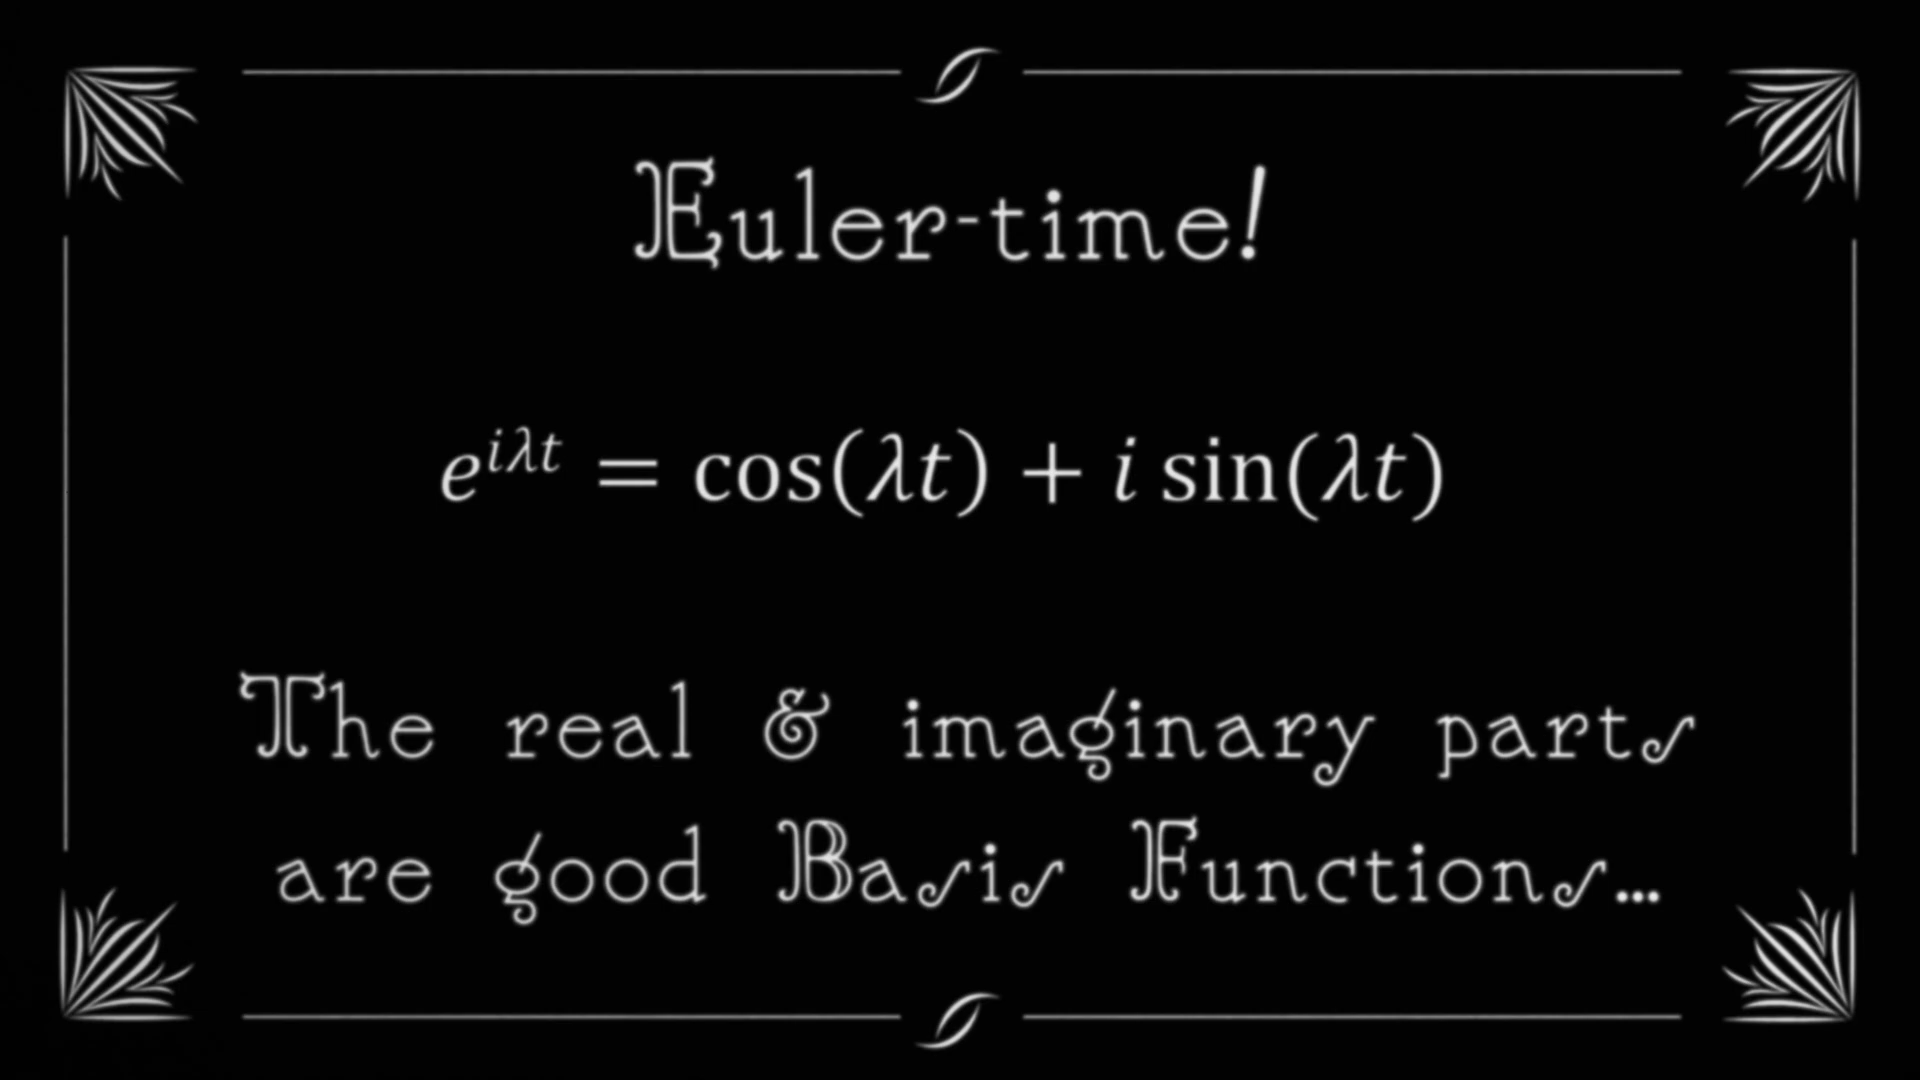 Euler-time!
e^{iλt} = cos(λt) + i sin(λt)
The real & imaginary parts
are good Basis Functions...